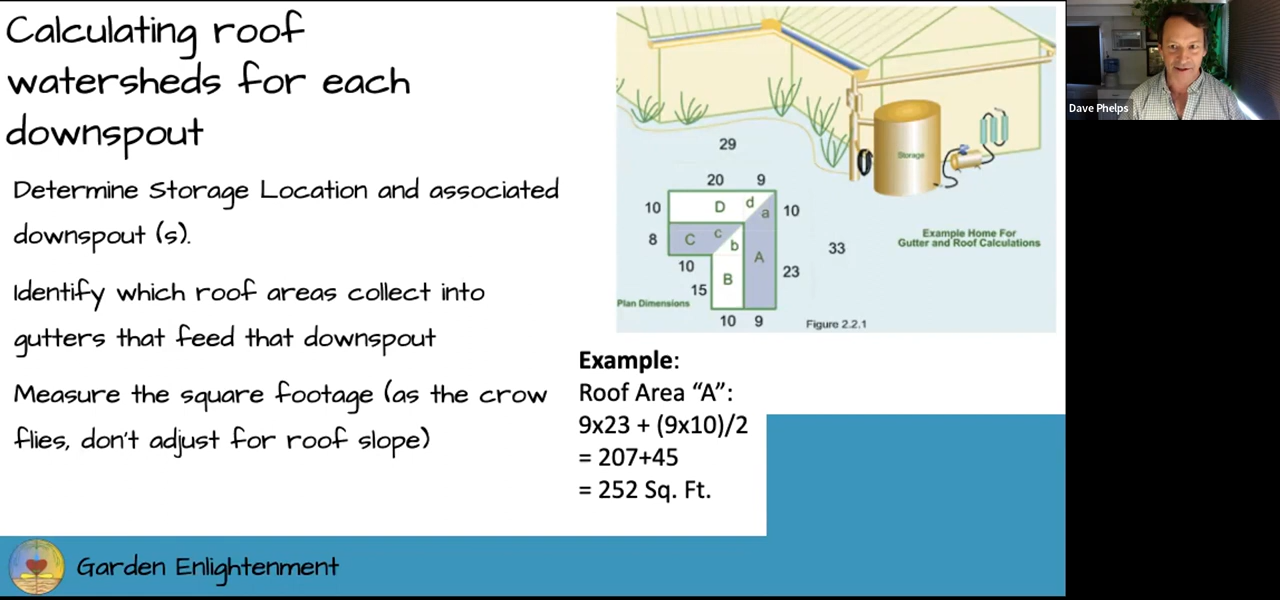 Calculating roof
watersheds for each
downspout
Determine Storage Location and associated
downspout (s).
Identify which roof areas collect into
gutters that feed that downspout
Measure the square footage (as the crow
flies, don't adjust for roof slope)
Storage
Example Home For
Gutter and Roof Calculations
29
20 9
10 D d a 10
8 C c b A 33
10 23
15 B
Plan Dimensions
10 9
Figure 2.2.1
Example:
Roof Area “A”:
9x23 + (9x10)/2
= 207+45
= 252 Sq. Ft.
Garden Enlightenment
Dave Phelps